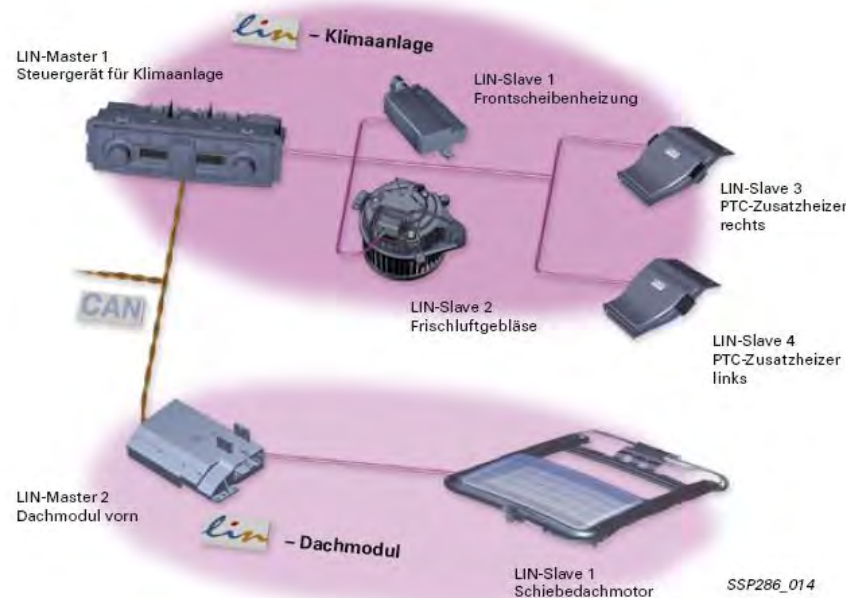 lin – Klimaanlage
LIN-Master 1
Steuergerät für Klimaanlage
LIN-Slave 1
Frontscheibenheizung
LIN-Slave 3
PTC-Zusatzheizer
rechts
LIN-Slave 2
Frischluftgebläse
CAN
LIN-Slave 4
PTC-Zusatzheizer
links
LIN-Master 2
Dachmodul vorn
lin – Dachmodul
LIN-Slave 1
Schiebedachmotor
SSP286_014